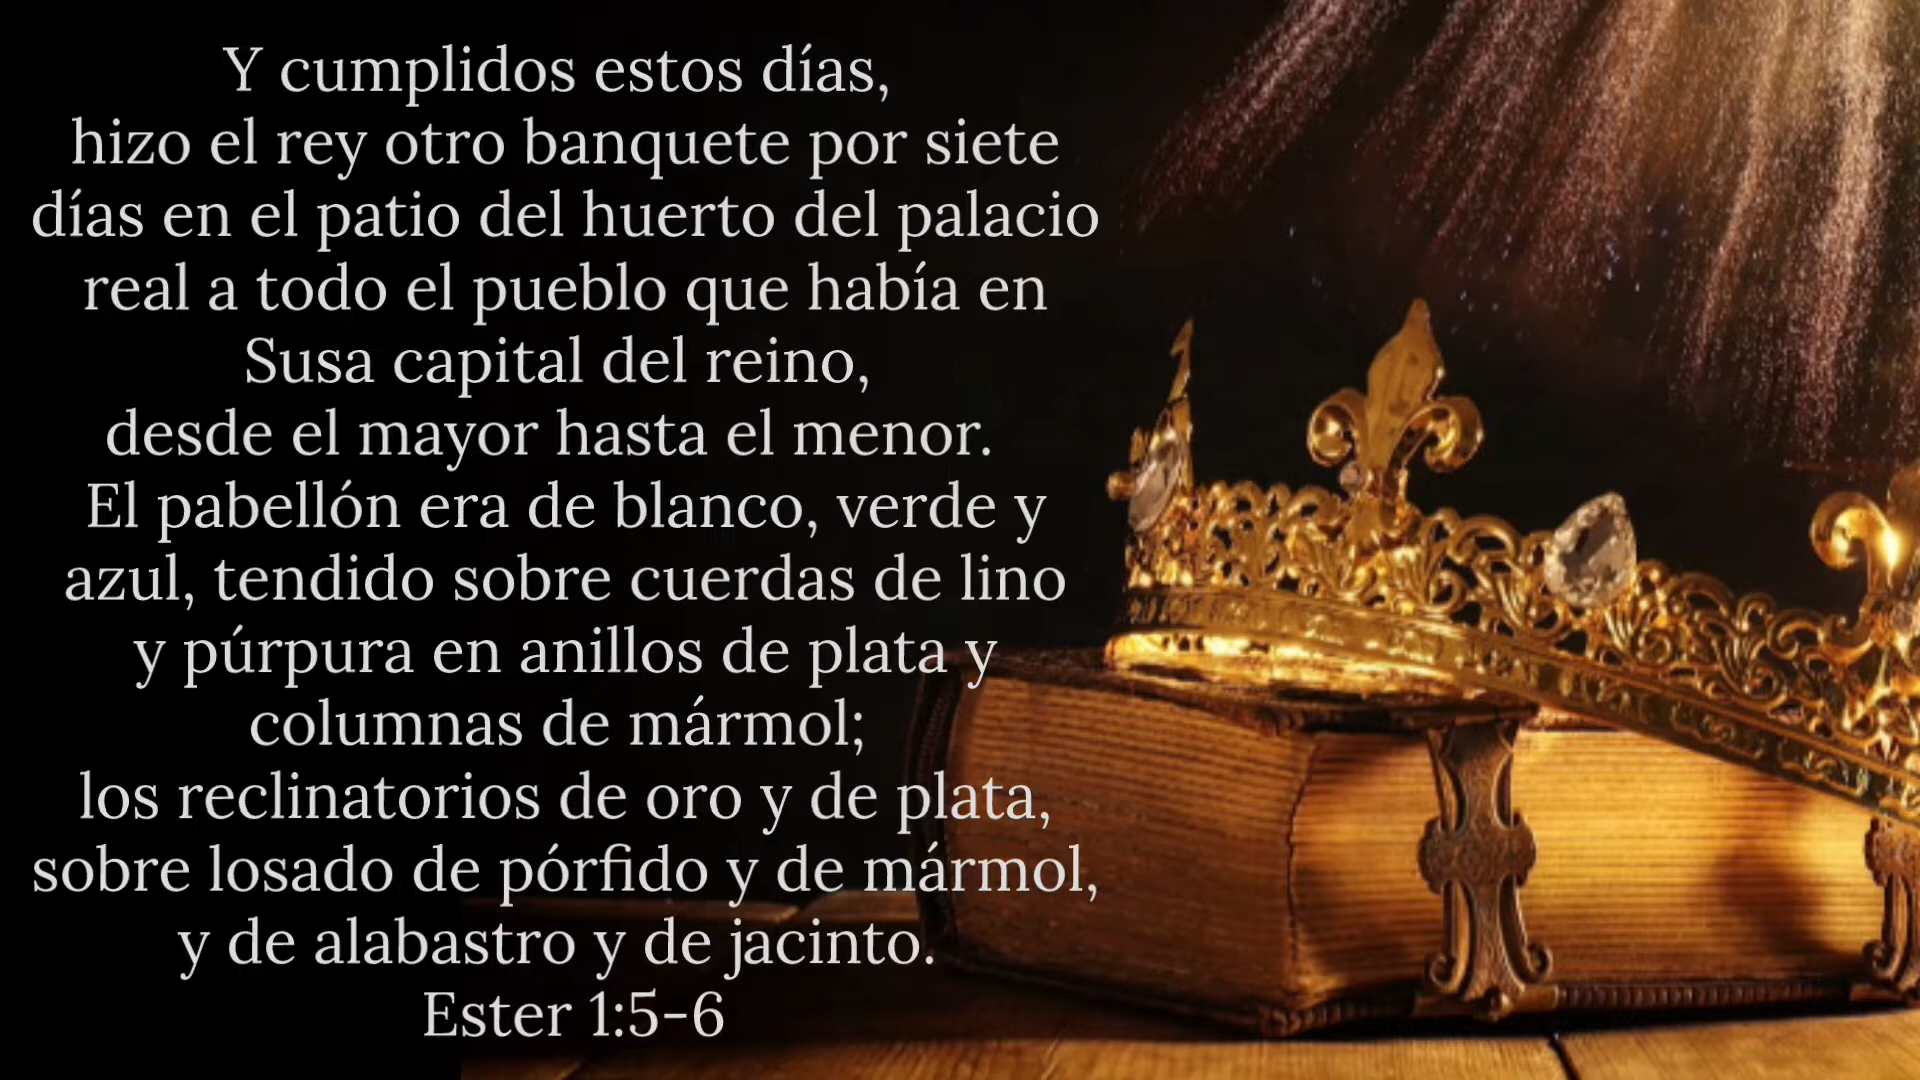 Y cumplidos estos días,
hizo el rey otro banquete por siete
días en el patio del huerto del palacio
real a todo el pueblo que había en
Susa capital del reino,
desde el mayor hasta el menor.
El pabellón era de blanco, verde y
azul, tendido sobre cuerdas de lino
y púrpura en anillos de plata y
columnas de mármol;
los reclinatorios de oro y de plata,
sobre losado de pórfido y de mármol,
y de alabastro y de jacinto.
Ester 1:5-6